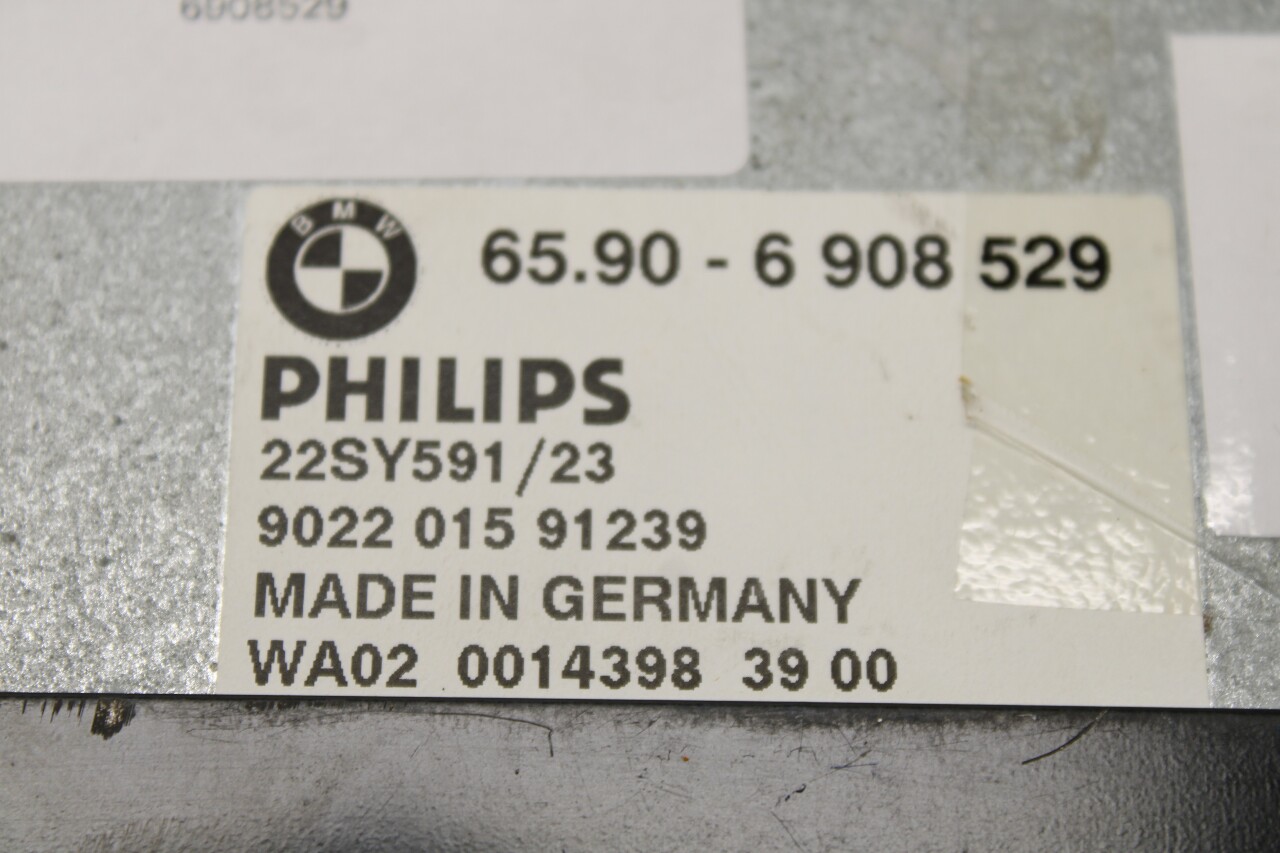 6908529
BMW
65.90 - 6 908 529
PHILIPS
22SY591/23
9022 015 91239
MADE IN GERMANY
WA02 0014398 39 00